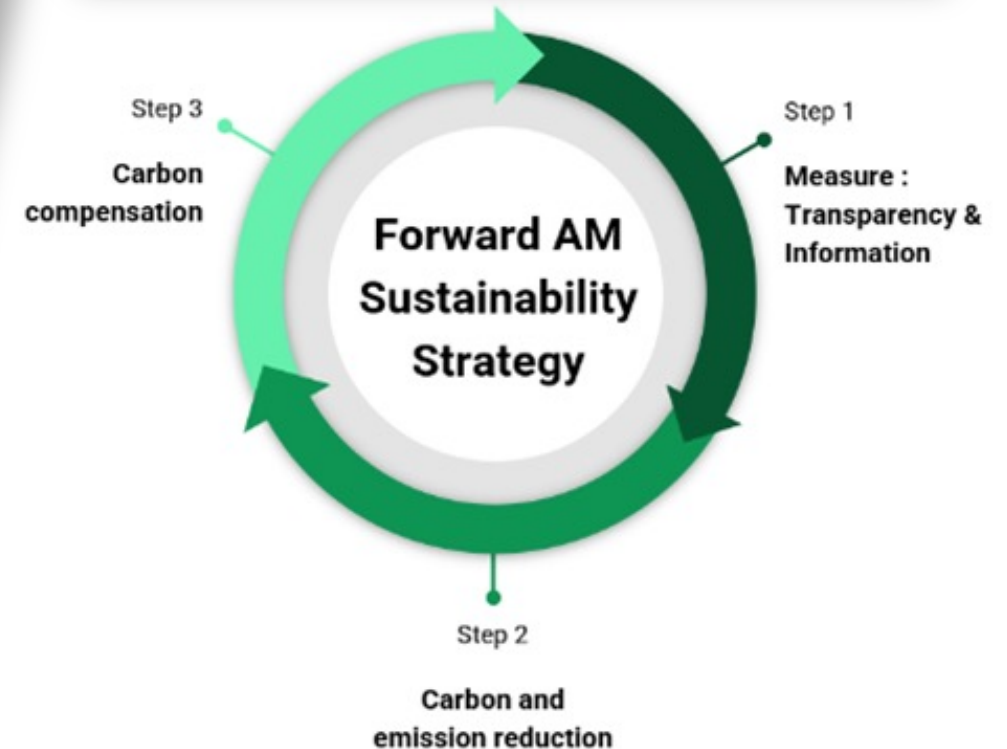 Forward AM
Sustainability
Strategy
Step 1
Measure :
Transparency &
Information
Step 2
Carbon and
emission reduction
Step 3
Carbon
compensation